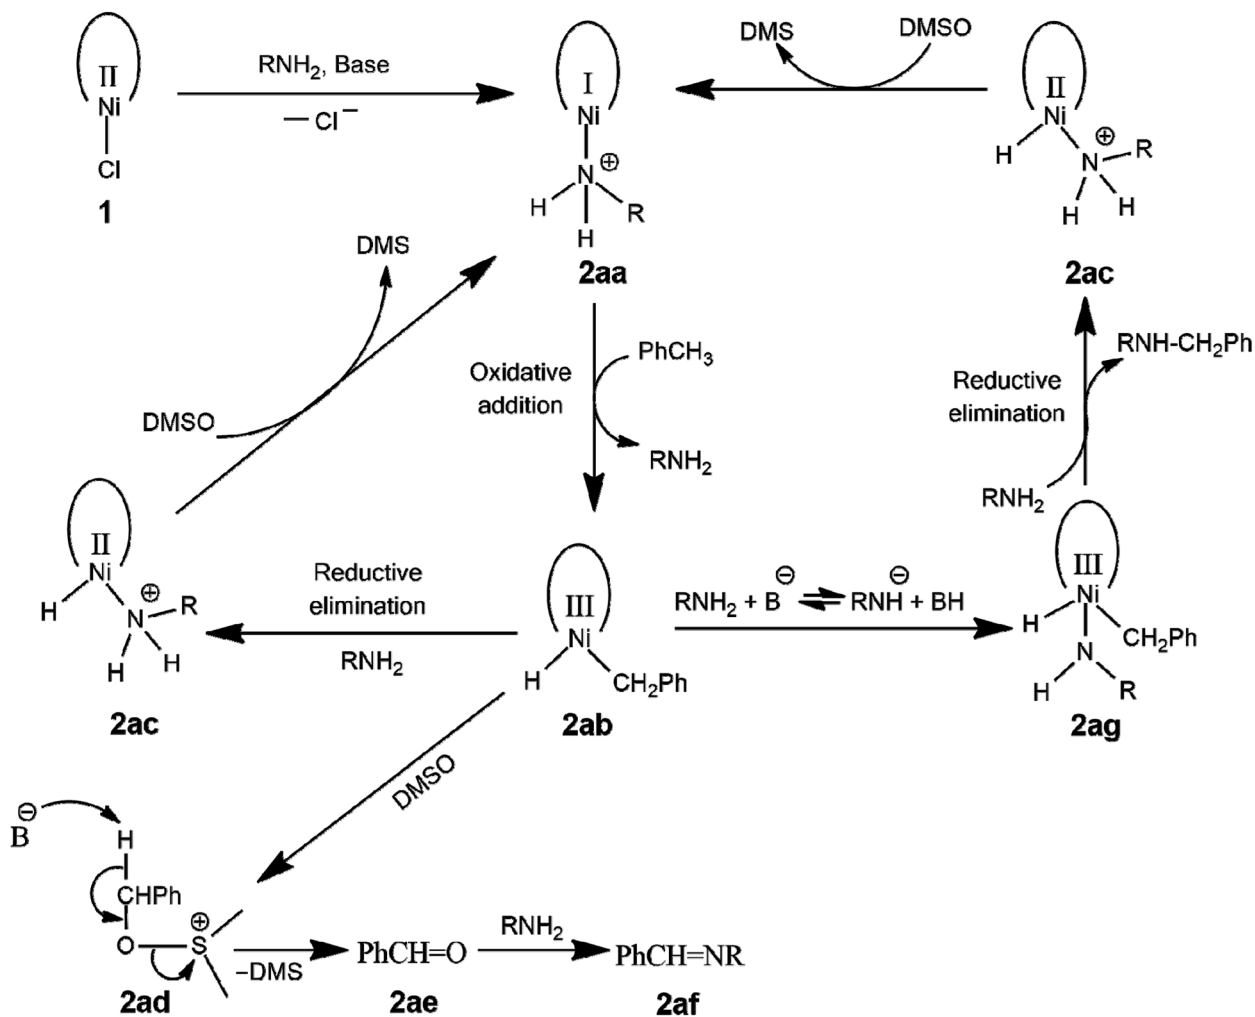 II
Ni
Cl
1
RNH2, Base
— Cl−
I
Ni
N ⊕
H
R
H
2aa
DMS
DMSO
II
Ni
H
⊕
N
R
H
H
2ac
DMS
DMSO
Oxidative
addition
PhCH3
RNH2
Reductive
elimination
RNH-CH2Ph
RNH2
II
Ni
H
⊕
N
R
H
H
2ac
Reductive
elimination
RNH2
III
Ni
H
CH2Ph
2ab
RNH2 + B⊖ ⇌ RNH⊖ + BH
III
Ni
H
CH2Ph
N
H
R
2ag
DMSO
B⊖
H
CHPh
O
S⊕
2ad
−DMS
PhCH=O
2ae
RNH2
PhCH=NR
2af